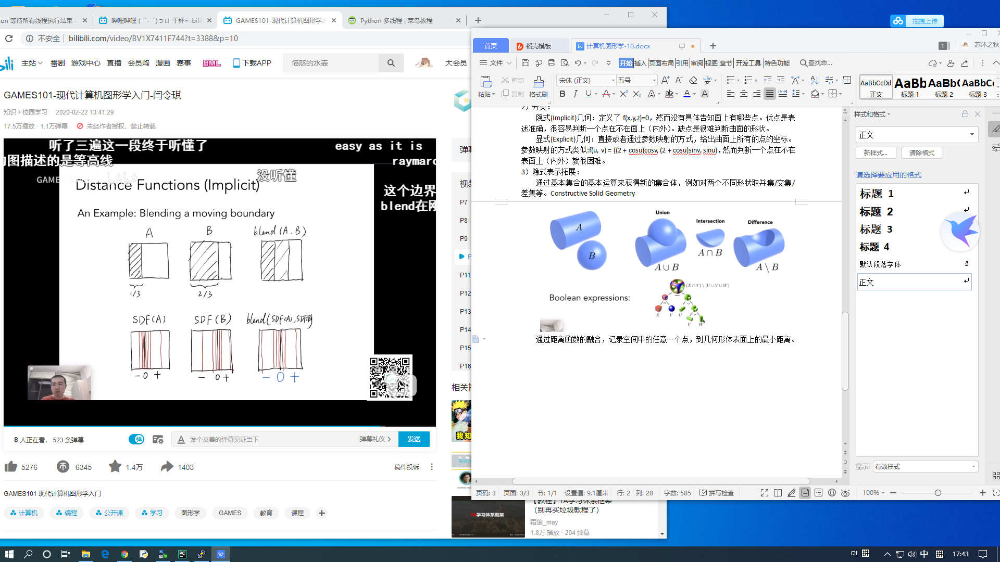 on 等待所有线程执行结束 -
哔哩哔哩 (゜-゜)つロ 干杯~-bili
GAMES101-现代计算机图形学入
Python 多线程 | 菜鸟教程
不安全
bilibili.com/video/BV1X7411F744?t=3388&p=10
主站
番剧
游戏中心
直播
会员购
漫画
赛事
BML
下载APP
愤怒的水壶
大会员
GAMES101-现代计算机图形学入门-闫令琪
知识 > 校园学习 2020-02-22 13:41:29
17.5万播放 · 1.1万弹幕 未经作者授权，禁止转载
听了三遍这一段终于听懂了
easy as it is
图描述的是等高线
raymarc
没听懂
GAME
Distance Functions (Implicit)
这个边界
blend在刚
An Example: Blending a moving boundary
A B blend(A.B)
1/3 2/3
SDF(A) SDF(B) blend(SDF(A),SDF(B))
- 0 + - 0 + - 0 +
8 人正在看， 523 条弹幕
弹
发个友善的弹幕见证当下
弹幕礼仪 >
发送
5276 6345 1.4万 1403
稿件投诉
GAMES101 现代计算机图形学入门
计算机 编程 公开课 学习 图形学 GAMES 教育 课程
弹幕
视频
P7
P8
P9
P
P11
P12
P13
P14
P15
P16
相关推
我知
TA学习体系框架
【教程】TA学习体系框架
（别再买垃圾教程了）
霜狼_may
1.8万 播放 · 204 弹幕
拖拽上传
首页
稻壳模板
计算机图形学-10.docx
1
苏沐之秋
文件
开始 插入 页面布局 引用 审阅 视图 章节 开发工具 特色功能
查找命...
粘贴
剪切
复制
格式刷
宋体 (正文)
五号
AaBbCcDd
正文
AaBb
标题 1
AaBb(
标题 2
AaBbC
标题 3
2）分类：
隐式(Implicit)几何：定义了 f(x,y,z)=0，然而没有具体告知面上有哪些点。优点是表
述准确，很容易判断一个点在不在面上（内外）。缺点是很难判断曲面的形状。
显式(Explicit)几何：直接或者通过参数映射的方式，给出曲面上所有的点的坐标。
参数映射的方式类似:f(u, v) = ((2 + cosu)cosv, (2 + cosu)sinv, sinu)，然而判断一个点在不在
表面上（内外）就很困难。
3）隐式表示拓展：
通过基本集合的基本运算来获得新的集合体，例如对两个不同形状取并集/交集/
差集等。Constructive Solid Geometry
Union
Intersection
Difference
A
B
A ∪ B
A ∩ B
A \ B
Boolean expressions:
(X∩Y)\(U∪V∪W)
X Y U
V W
通过距离函数的融合，记录空间中的任意一个点，到几何形体表面上的最小距离。
样式和格式
正文
新样式...
清除格式
请选择要应用的格式
标题 1
标题 2
标题 3
标题 4
默认段落字体
a
正文
显示:
有效样式
页码: 3 页面: 3/3 节: 1/1 设置值: 9.1厘米 行: 2 列: 28 字数: 585 拼写检查
100%
CH 拼
中
拼
17:43